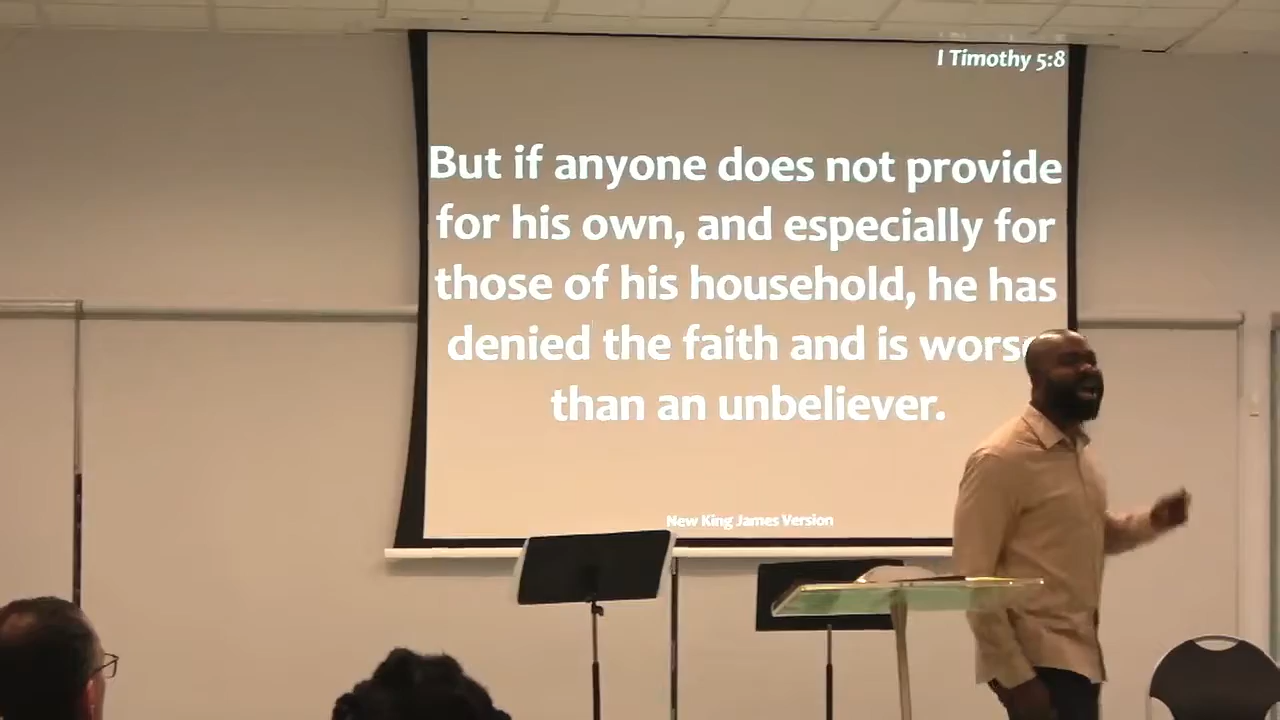 I Timothy 5:8
But if anyone does not provide
for his own, and especially for
those of his household, he has
denied the faith and is worse
than an unbeliever.
New King James Version